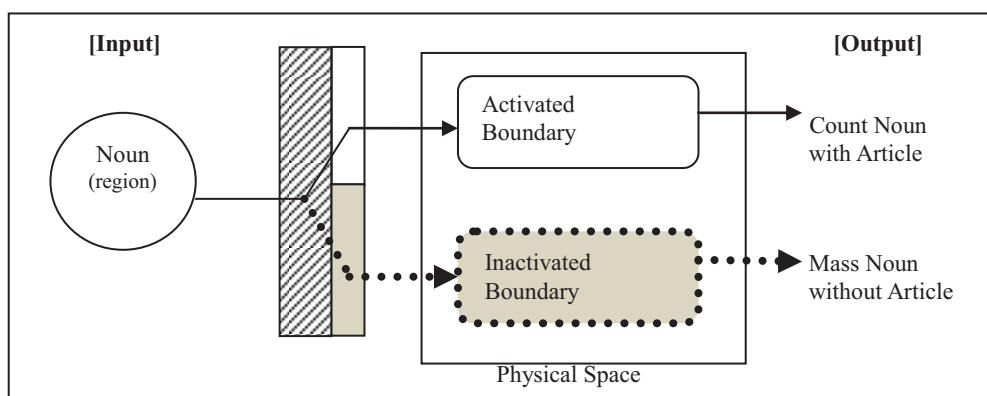 [Input]
[Output]
Noun
(region)
Activated
Boundary
Count Noun
with Article
Inactivated
Boundary
Mass Noun
without Article
Physical Space